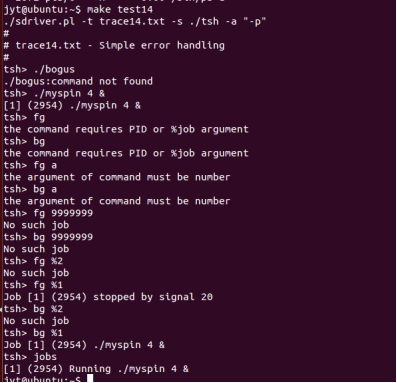 jyt@ubuntu:~$ make test14
./sdriver.pl -t trace14.txt -s ./tsh -a "-p"
#
# trace14.txt - Simple error handling
#
tsh> ./bogus
./bogus:command not found
tsh> ./myspin 4 &
[1] (2954) ./myspin 4 &
tsh> fg
the command requires PID or %job argument
tsh> bg
the command requires PID or %job argument
tsh> fg a
the argument of command must be number
tsh> bg a
the argument of command must be number
tsh> fg 9999999
No such job
tsh> bg 9999999
No such job
tsh> fg %2
No such job
tsh> fg %1
Job [1] (2954) stopped by signal 20
tsh> bg %2
No such job
tsh> bg %1
Job [1] (2954) ./myspin 4 &
tsh> jobs
[1] (2954) Running ./myspin 4 &
jyt@ubuntu:~$